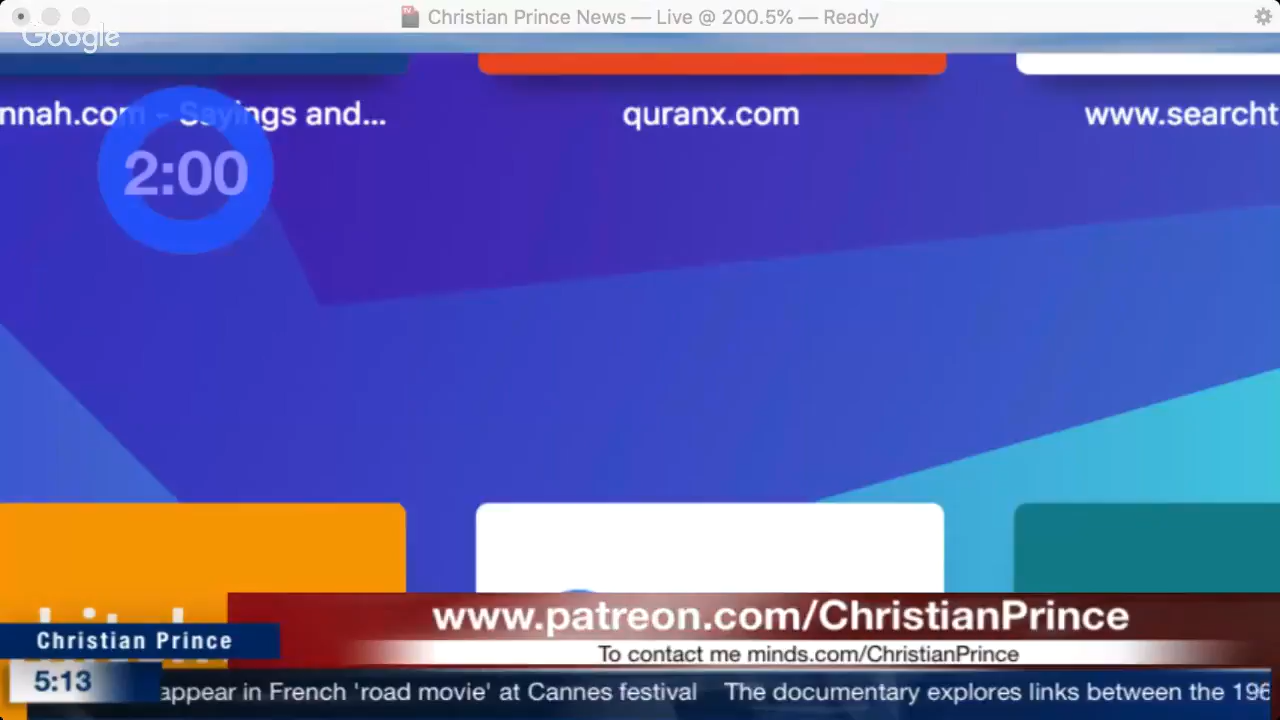 Christian Prince News — Live @ 200.5% — Ready
Google
nnah.com - Sayings and...
quranx.com
www.searcht
2:00
www.patreon.com/ChristianPrince
Christian Prince
To contact me minds.com/ChristianPrince
5:13
appear in French 'road movie' at Cannes festival The documentary explores links between the 196